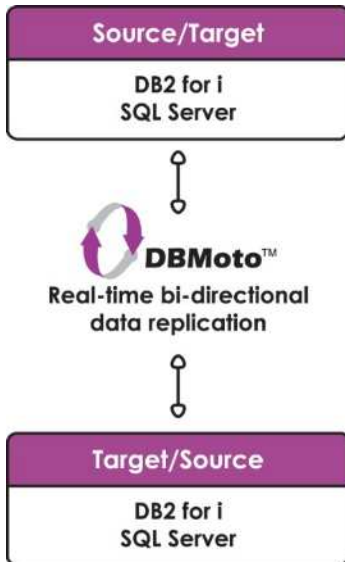 Source/Target
DB2 for i
SQL Server
DBMoto™
Real-time bi-directional
data replication
Target/Source
DB2 for i
SQL Server